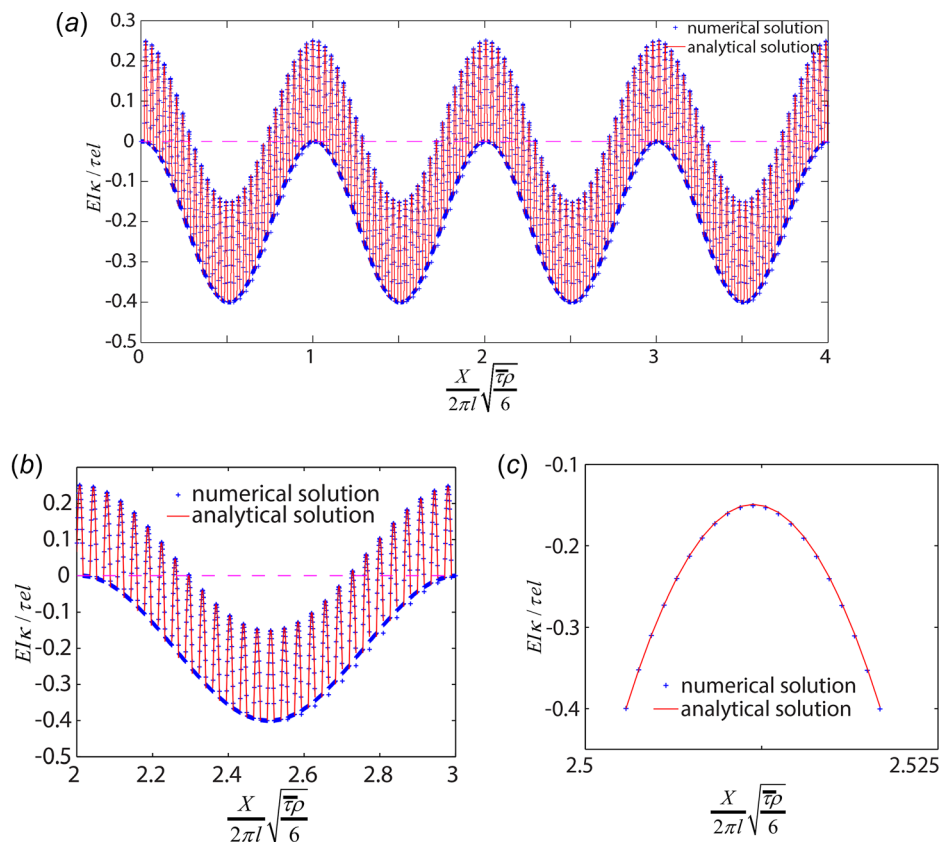 (a)
0.3
0.2
0.1
0
-0.1
-0.2
-0.3
-0.4
-0.5
EIκ / τel
numerical solution
analytical solution
0 1 2 3 4
X/2πl √(τ̅ρ/6)
(b)
0.2
0.1
0
-0.1
-0.2
-0.3
-0.4
-0.5
EIκ / τel
numerical solution
analytical solution
2 2.2 2.4 2.6 2.8 3
X/2πl √(τ̅ρ/6)
(c)
-0.1
-0.2
-0.3
-0.4
EIκ / τel
numerical solution
analytical solution
2.5 2.525
X/2πl √(τ̅ρ/6)